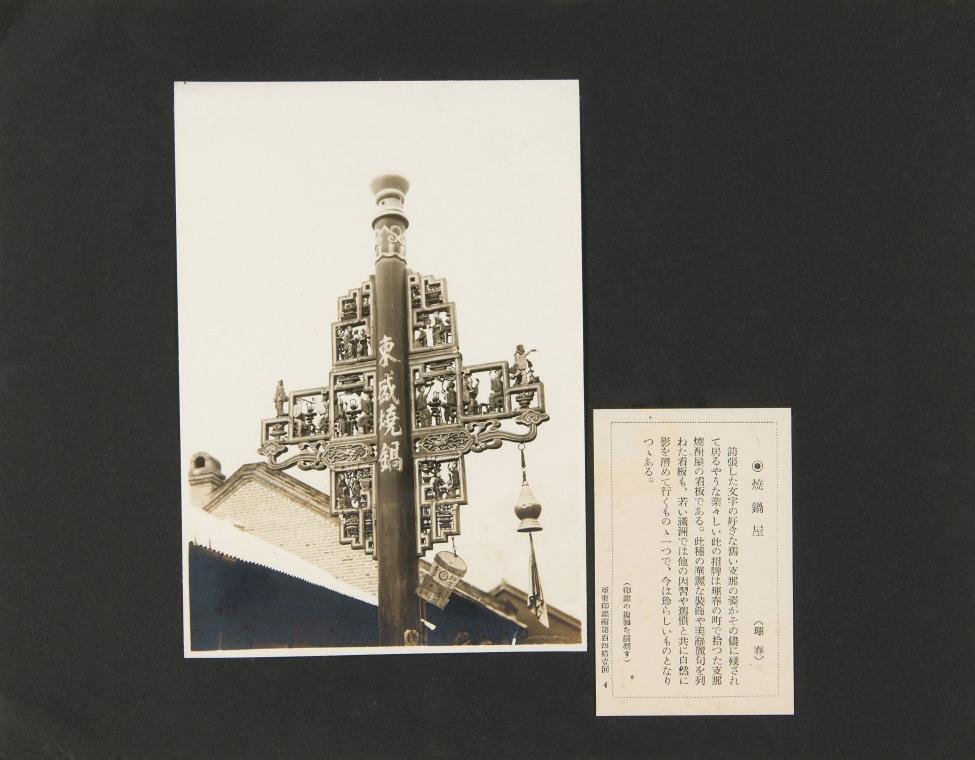 東盛燒鍋
◉燒鍋屋
(琿春)
誇張した文字の好きな舊い支那の姿がその儘に殘され
て居るやうな業々しい此の招牌は琿春の町で拾つた支那
燒酎屋の看板である。此種の華麗な裝飾や美辭麗句を列
ねた看板も、若い滿洲では他の因習や舊慣と共に自然に
影を潛めて行くものゝ一つで、今は珍らしいものとなり
つゝある。
(印畫の複製を嚴禁す)
亞東印畫輯第百四拾壹回 4